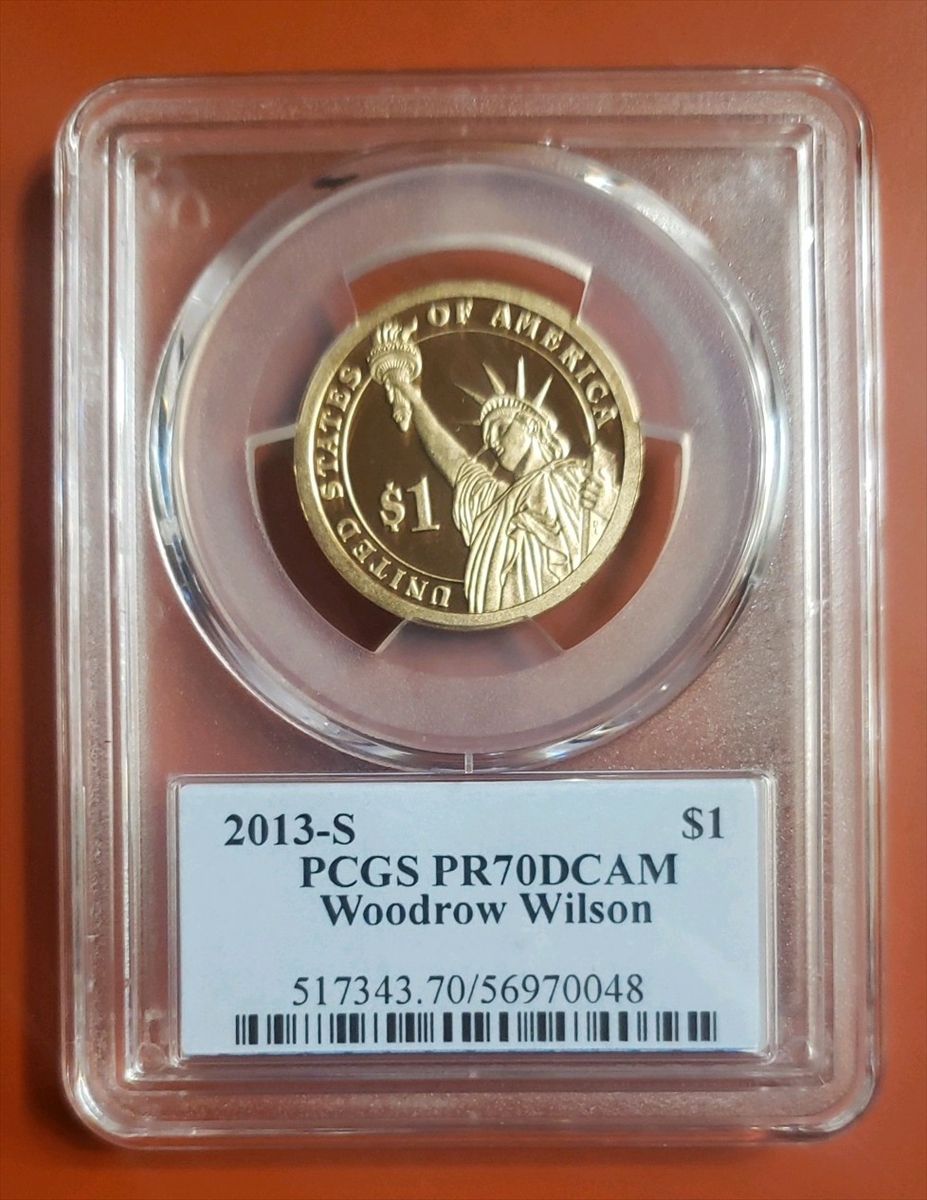 UNITED STATES OF AMERICA
$1
2013-S $1
PCGS PR70DCAM
Woodrow Wilson
517343.70/56970048